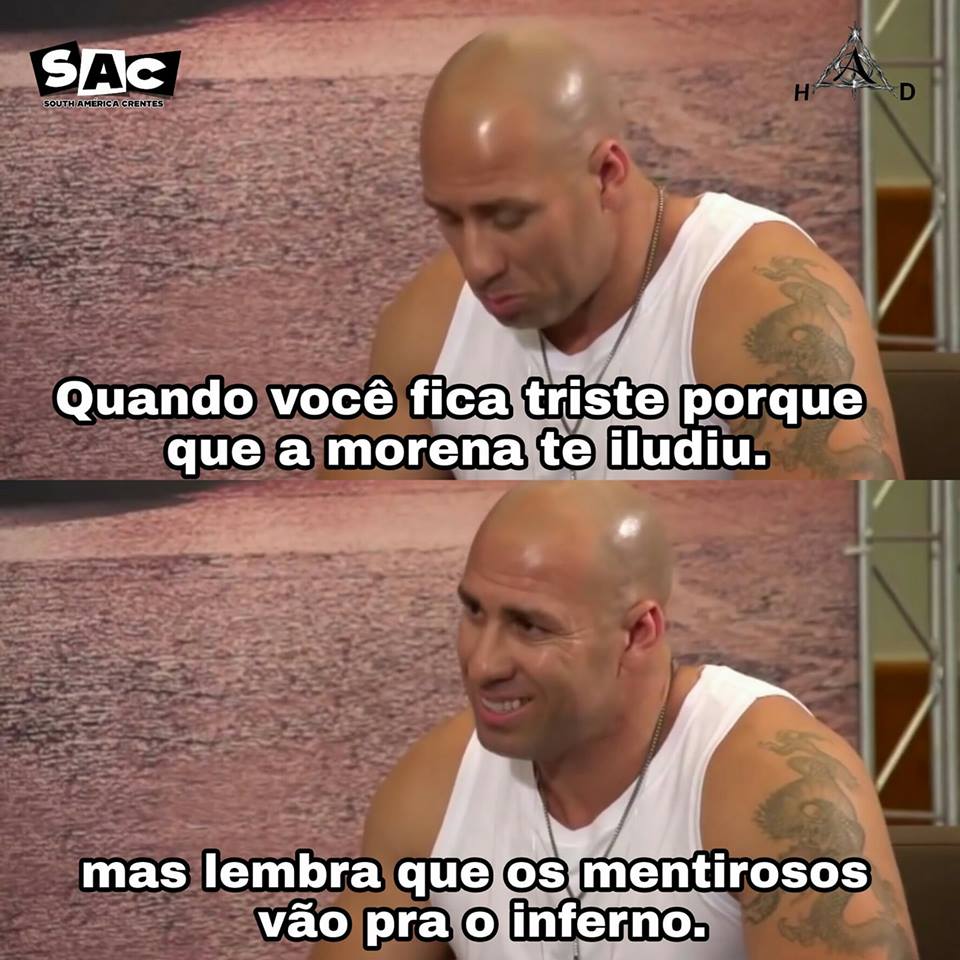 SAC
SOUTH AMÉRICA CRENTES
H A D
Quando você fica triste porque
que a morena te iludiu.
mas lembra que os mentirosos
vão pra o inferno.